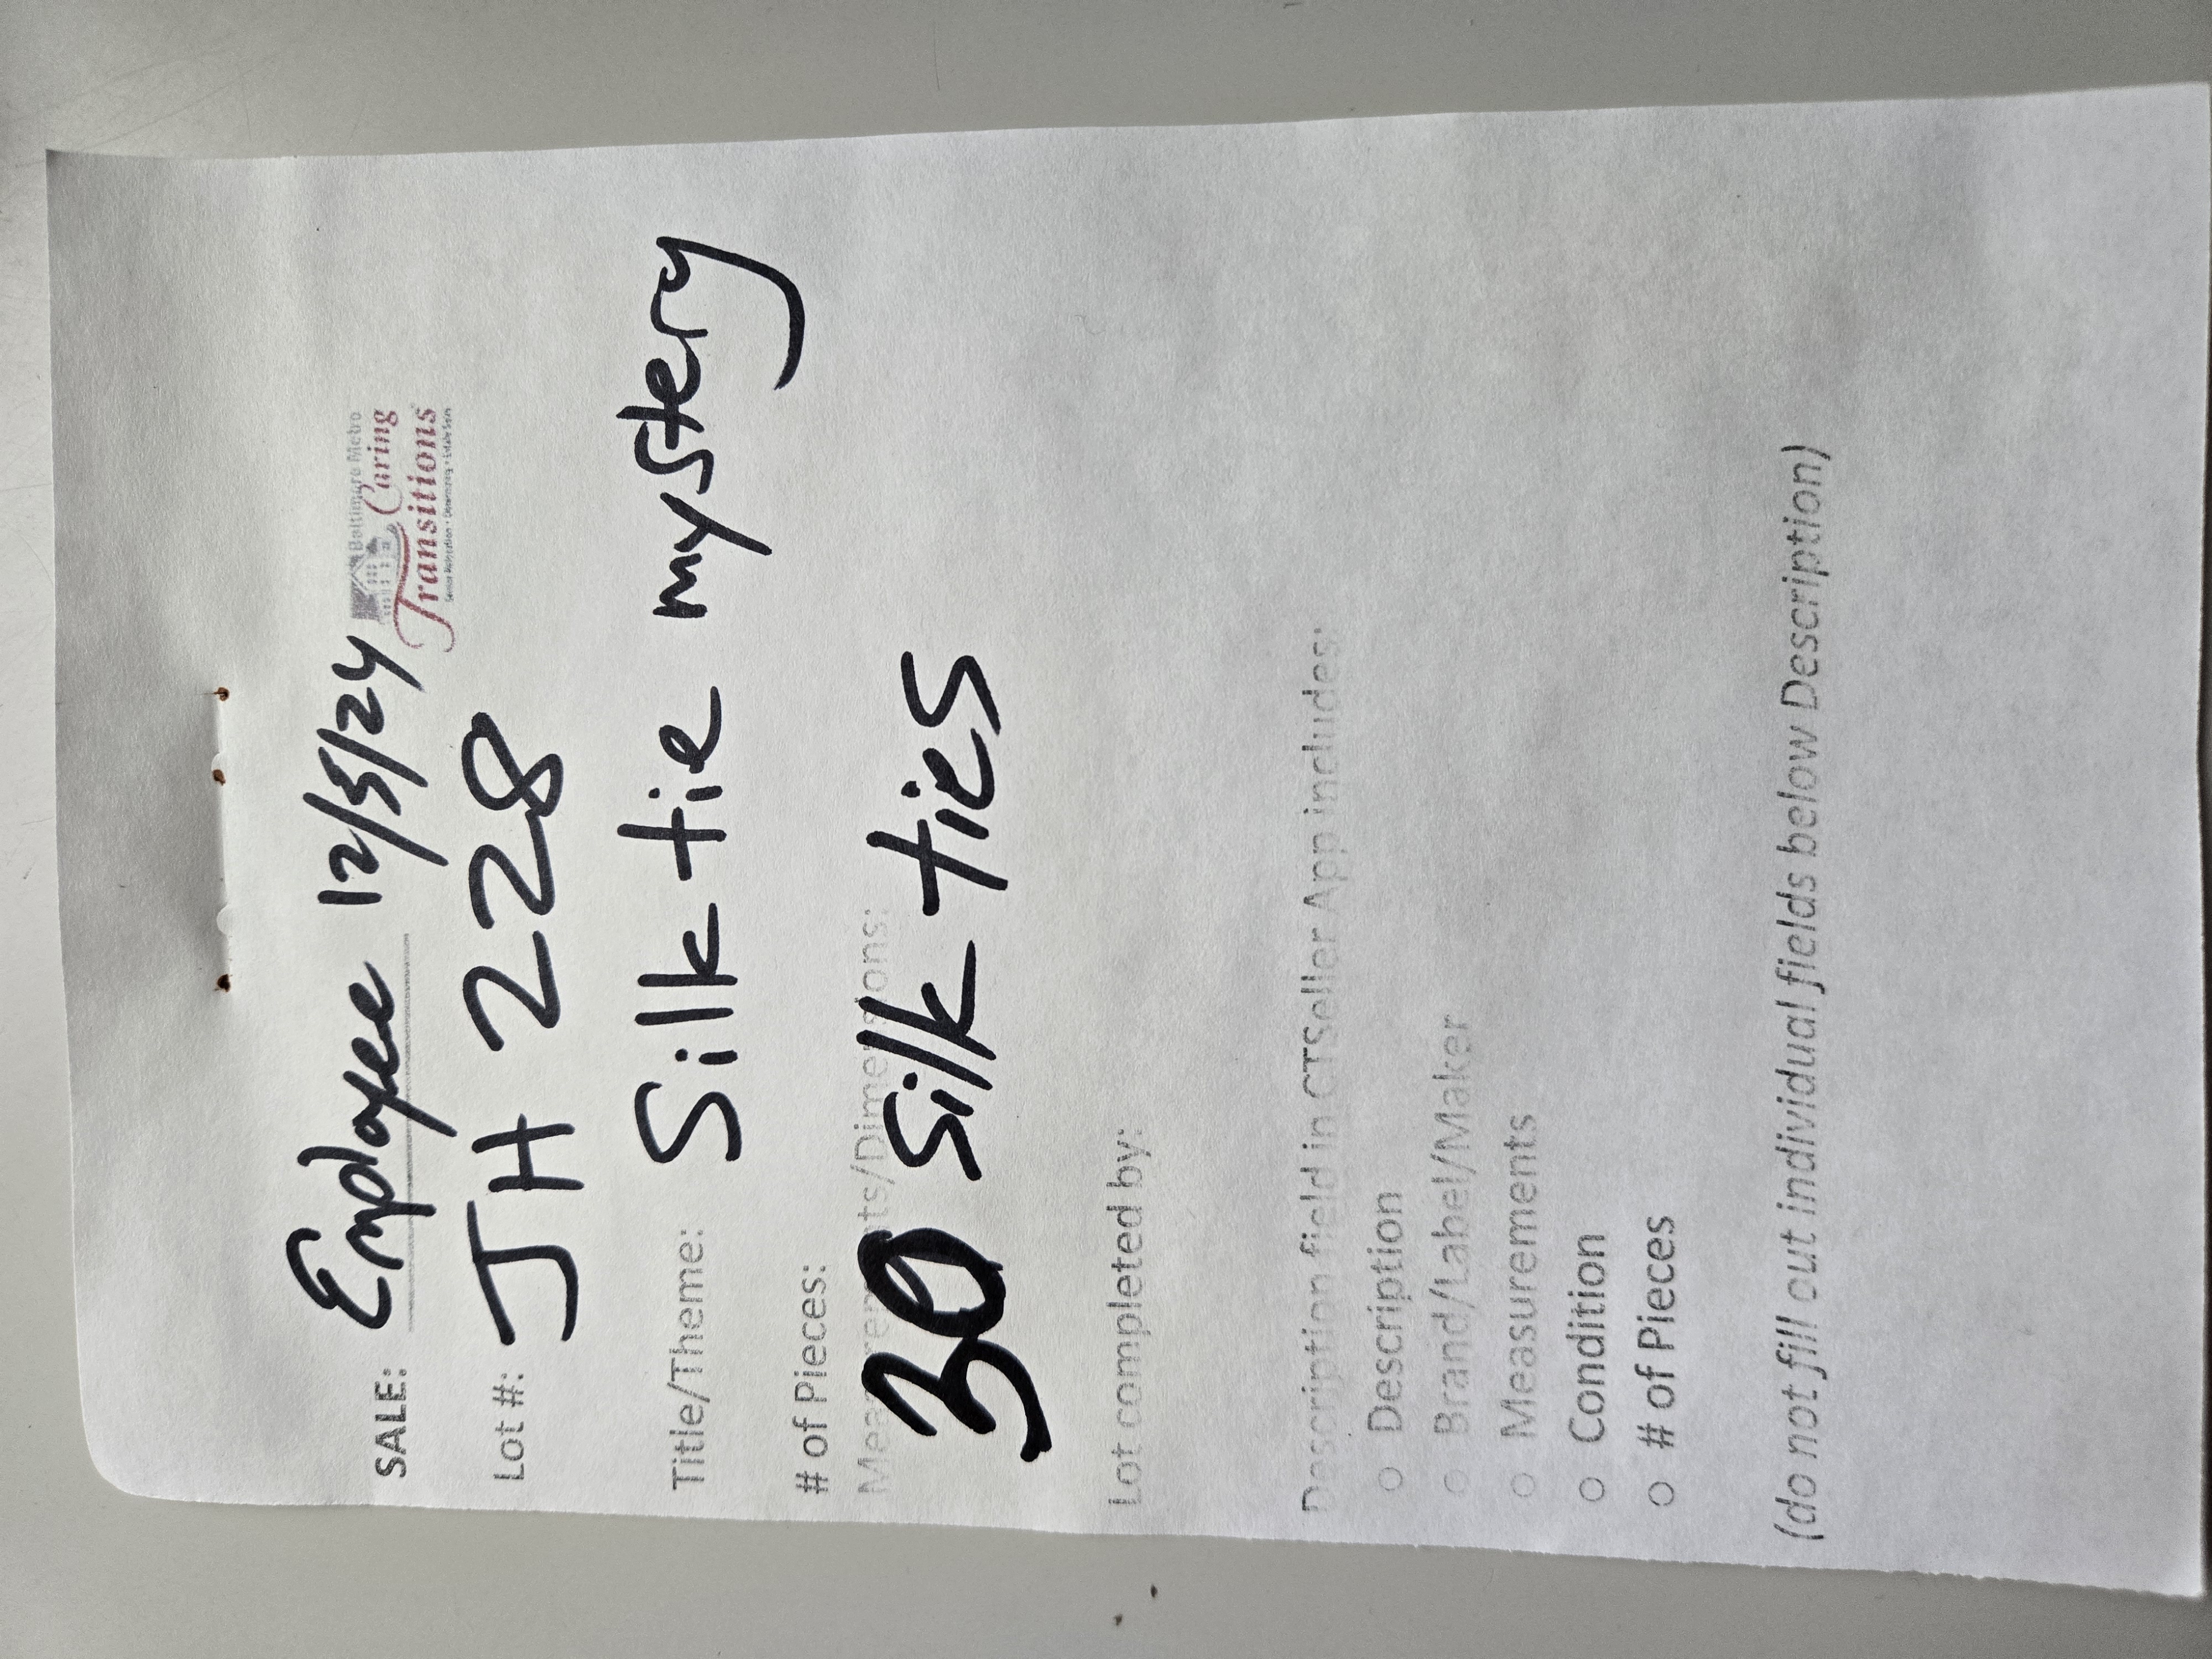 SALE: Employee 12/5/24
Baltimore Metro
Caring
Transitions
Lot #: JH 228
Title/Theme: Silk tie mystery
# of Pieces:
Measurements/Dimensions:
30 Silk ties
Lot completed by:
Description field in CTSeller App includes:
○ Description
○ Brand/Label/Maker
○ Measurements
○ Condition
○ # of Pieces
(do not fill out individual fields below Description)